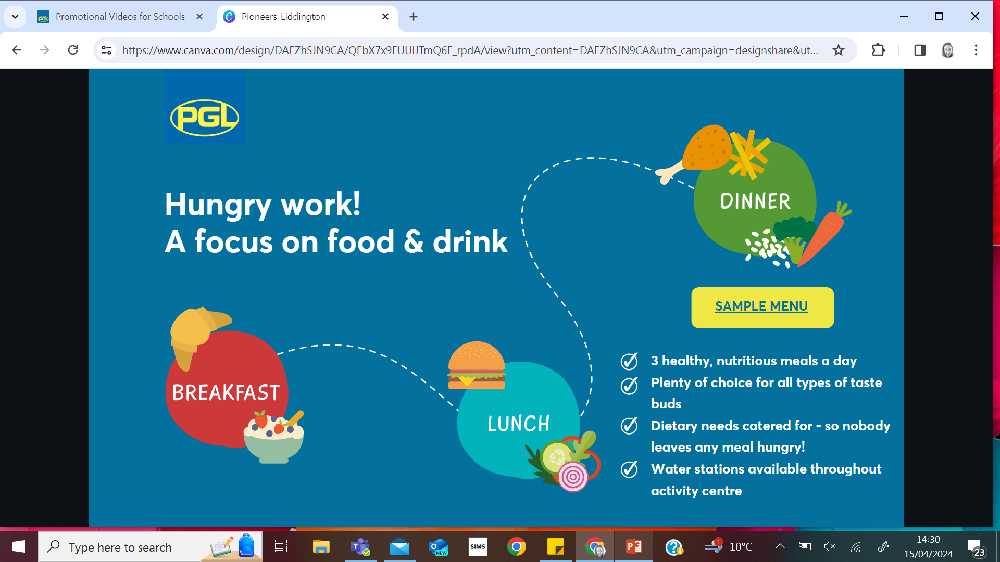 Promotional Videos for Schools
Pioneers_Liddington
https://www.canva.com/design/DAFZhSJN9CA/QEbX7x9FUUlJTmQ6F_rpdA/view?utm_content=DAFZhSJN9CA&utm_campaign=designshare&ut...
PGL
Hungry work!
A focus on food & drink
DINNER
SAMPLE MENU
BREAKFAST
LUNCH
3 healthy, nutritious meals a day
Plenty of choice for all types of taste
buds
Dietary needs catered for - so nobody
leaves any meal hungry!
Water stations available throughout
activity centre
Type here to search
NEW
SIMS
1
10°C
14:30
15/04/2024
23